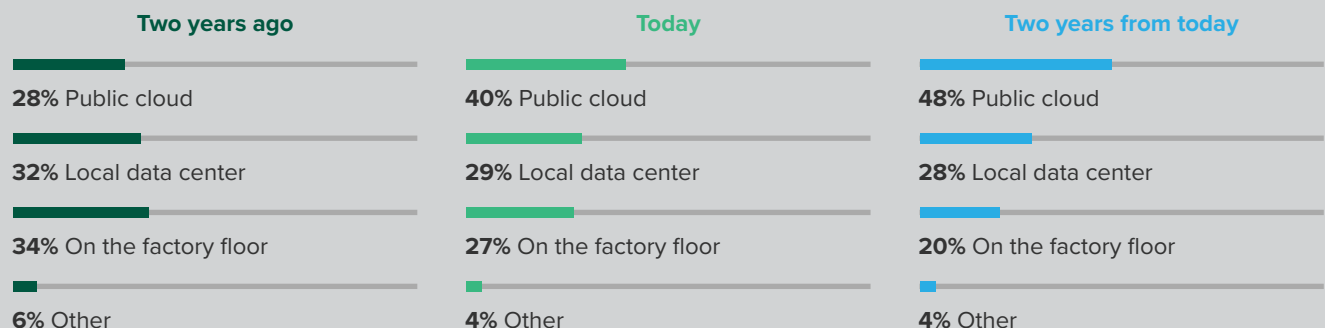 Two years ago
28% Public cloud
32% Local data center
34% On the factory floor
6% Other
Today
40% Public cloud
29% Local data center
27% On the factory floor
4% Other
Two years from today
48% Public cloud
28% Local data center
20% On the factory floor
4% Other